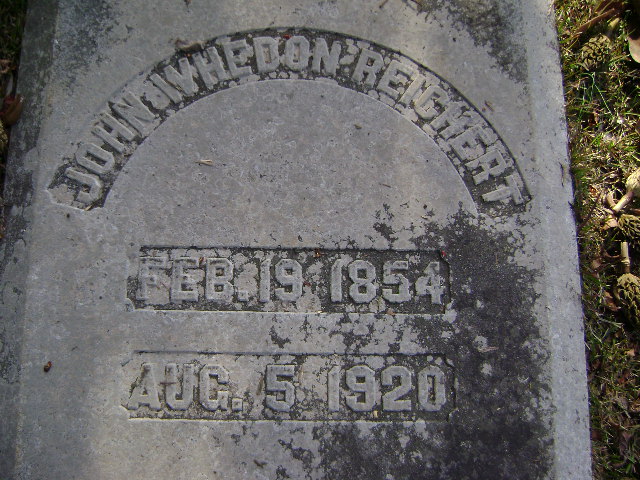 JOHN J. WHEDON REICHERT
FEB. 19 1854
AUG. 5 1920